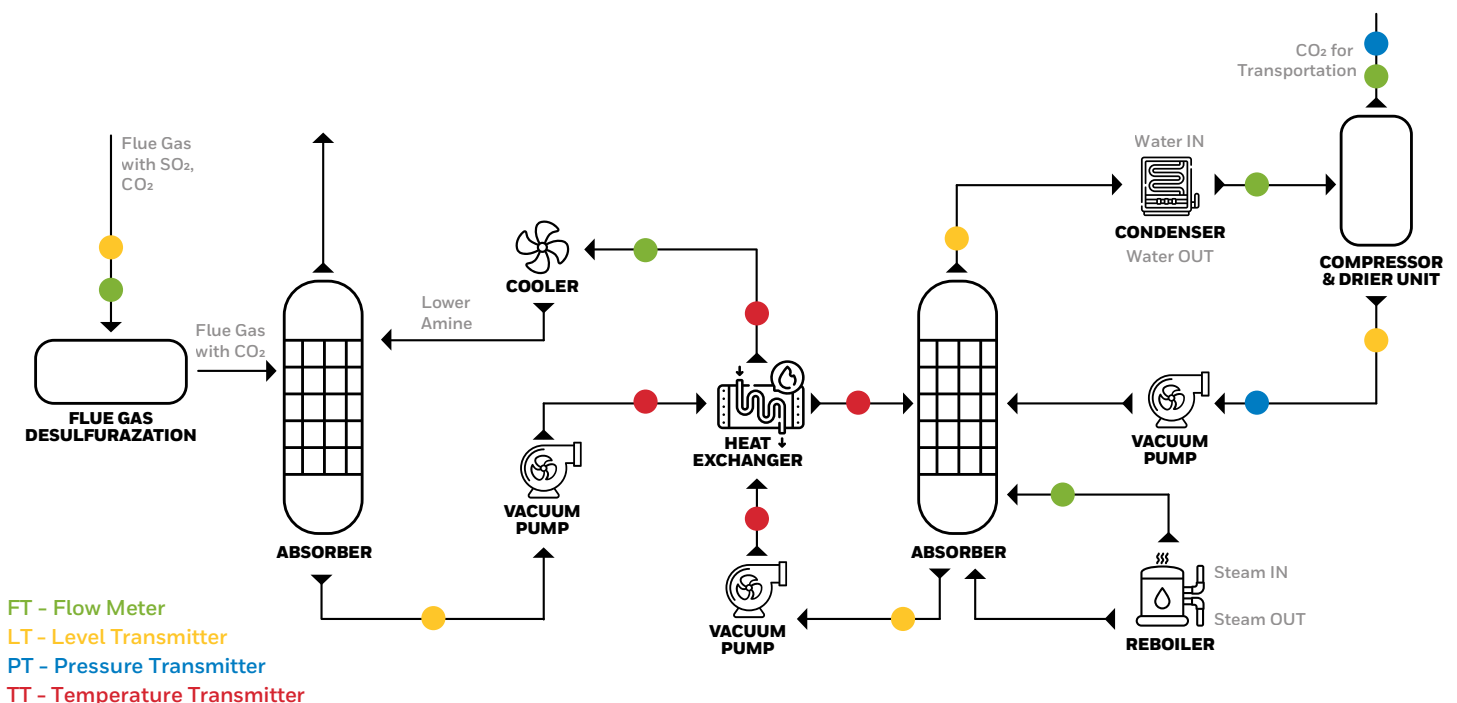 CO₂ for
Transportation
Flue Gas
with SO₂,
CO₂
Water IN
CONDENSER
Water OUT
COMPRESSOR
& DRIER UNIT
COOLER
Lower
Amine
Flue Gas
with CO₂
FLUE GAS
DESULFURAZATION
HEAT
EXCHANGER
VACUUM
PUMP
VACUUM
PUMP
ABSORBER
ABSORBER
Steam IN
Steam OUT
REBOILER
VACUUM
PUMP
FT - Flow Meter
LT - Level Transmitter
PT - Pressure Transmitter
TT - Temperature Transmitter